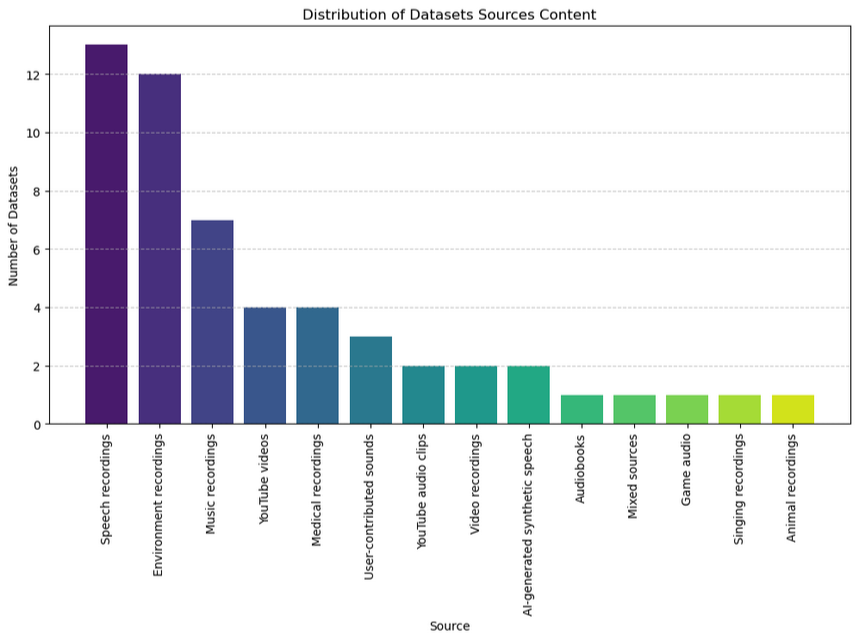 Distribution of Datasets Sources Content
Number of Datasets
12
10
8
6
4
2
0
Speech recordings
Environment recordings
Music recordings
YouTube videos
Medical recordings
User-contributed sounds
YouTube audio clips
Video recordings
AI-generated synthetic speech
Audiobooks
Mixed sources
Game audio
Singing recordings
Animal recordings
Source